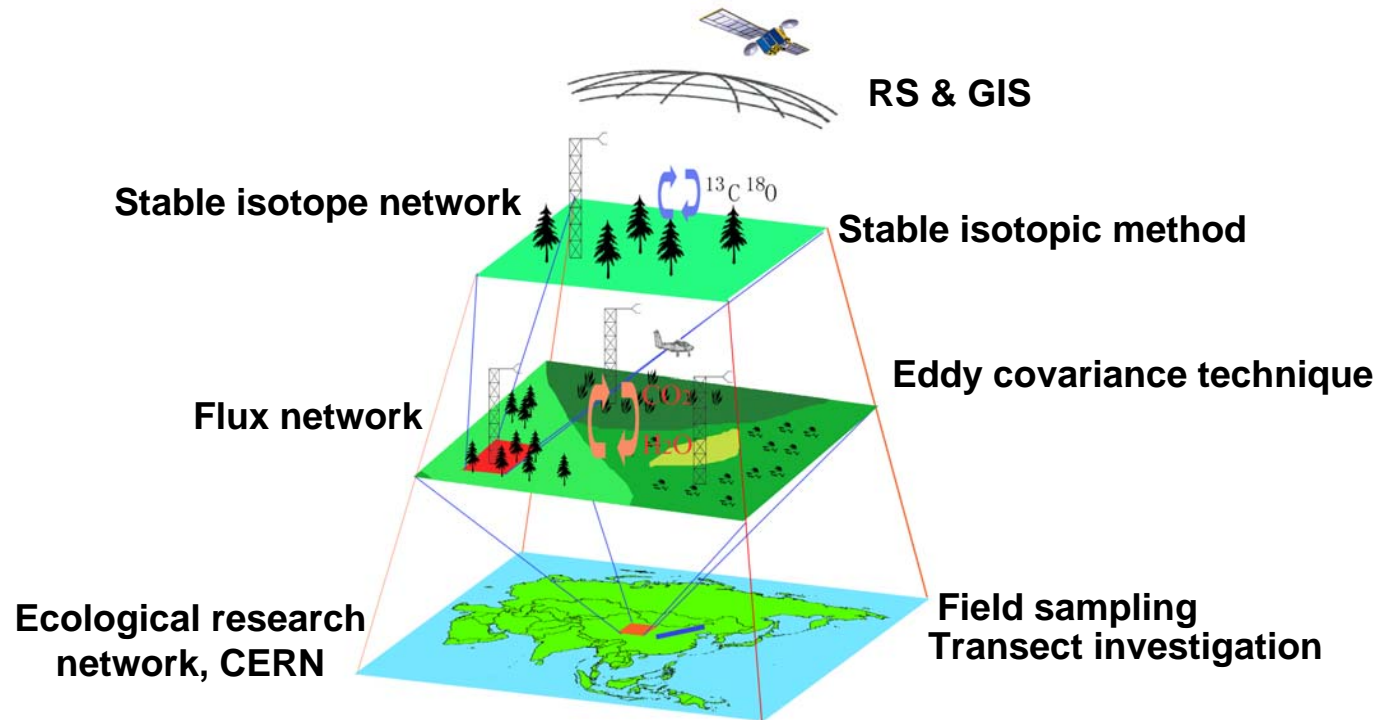 RS & GIS
Stable isotope network
¹³C ¹⁸O
Stable isotopic method
Eddy covariance technique
Flux network
CO₂
H₂O
Ecological research
network, CERN
Field sampling
Transect investigation